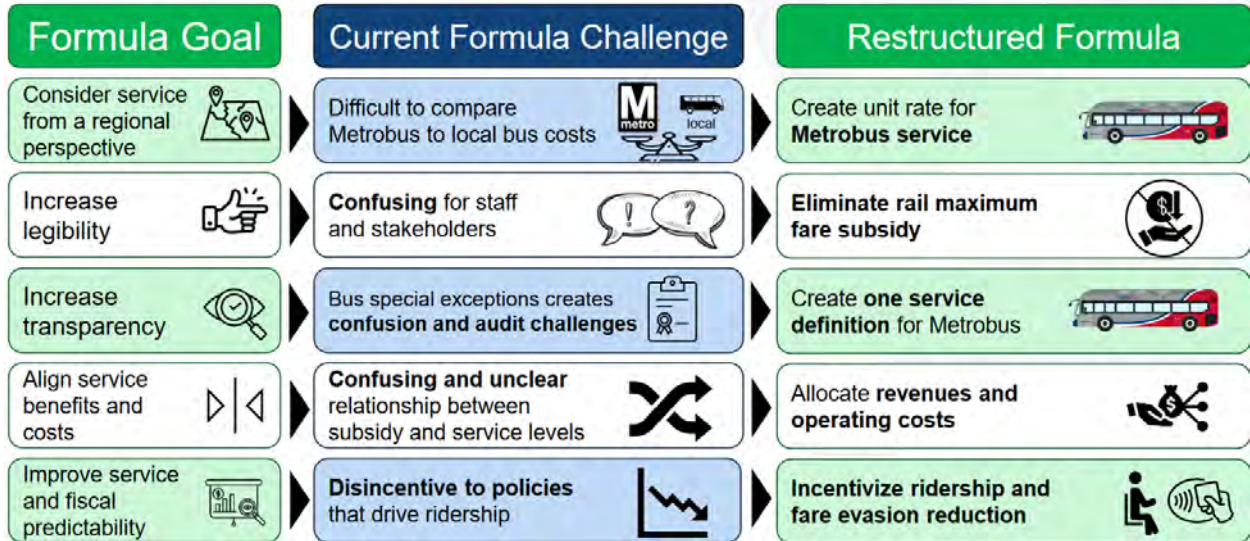 Formula Goal
Current Formula Challenge
Restructured Formula
Consider service
from a regional
perspective
Difficult to compare
Metrobus to local bus costs
M
metro
local
Create unit rate for
Metrobus service
Increase
legibility
Confusing for staff
and stakeholders
! ?
Eliminate rail maximum
fare subsidy
$
Increase
transparency
Bus special exceptions creates
confusion and audit challenges
Create one service
definition for Metrobus
Align service
benefits and
costs
Confusing and unclear
relationship between
subsidy and service levels
Allocate revenues and
operating costs
$
Improve service
and fiscal
predictability
$
Disincentive to policies
that drive ridership
Incentivize ridership and
fare evasion reduction